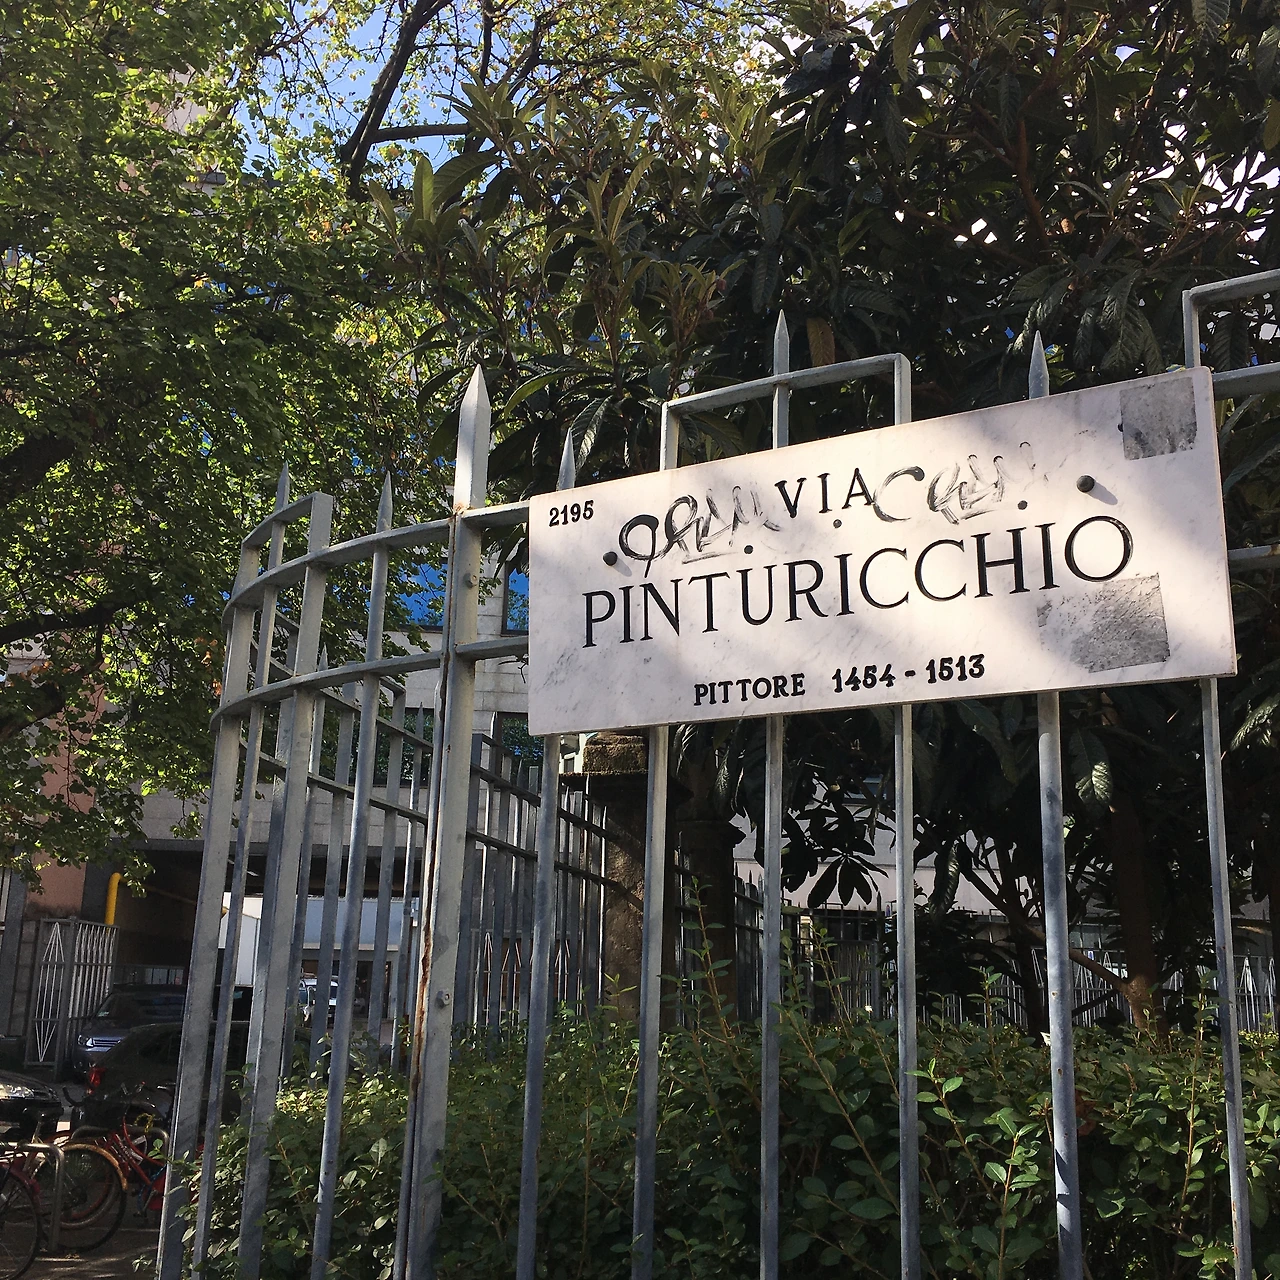 2195
VIA
PINTURICCHIO
PITTORE 1454-1513